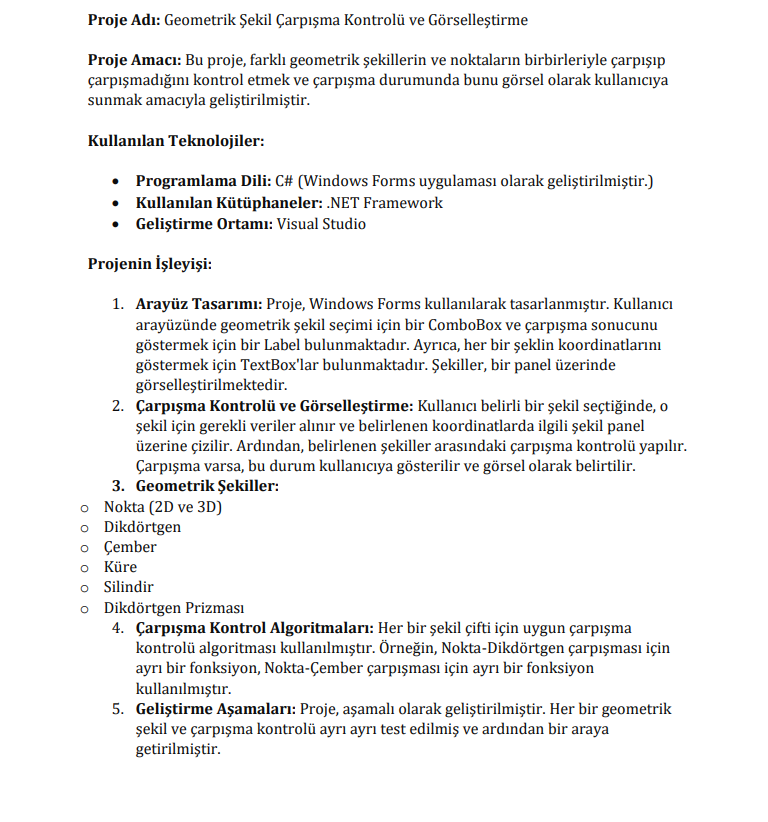 Proje Adı: Geometrik Şekil Çarpışma Kontrolü ve Görselleştirme
Proje Amacı: Bu proje, farklı geometrik şekillerin ve noktaların birbirleriyle çarpışıp
çarpışmadığını kontrol etmek ve çarpışma durumunda bunu görsel olarak kullanıcıya
sunmak amacıyla geliştirilmiştir.
Kullanılan Teknolojiler:
• Programlama Dili: C# (Windows Forms uygulaması olarak geliştirilmiştir.)
• Kullanılan Kütüphaneler: .NET Framework
• Geliştirme Ortamı: Visual Studio
Projenin İşleyişi:
1. Arayüz Tasarımı: Proje, Windows Forms kullanılarak tasarlanmıştır. Kullanıcı
arayüzünde geometrik şekil seçimi için bir ComboBox ve çarpışma sonucunu
göstermek için bir Label bulunmaktadır. Ayrıca, her bir şeklin koordinatlarını
göstermek için TextBox'lar bulunmaktadır. Şekiller, bir panel üzerinde
görselleştirilmektedir.
2. Çarpışma Kontrolü ve Görselleştirme: Kullanıcı belirli bir şekil seçtiğinde, o
şekil için gerekli veriler alınır ve belirlenen koordinatlarda ilgili şekil panel
üzerine çizilir. Ardından, belirlenen şekiller arasındaki çarpışma kontrolü yapılır.
Çarpışma varsa, bu durum kullanıcıya gösterilir ve görsel olarak belirtilir.
3. Geometrik Şekiller:
o Nokta (2D ve 3D)
o Dikdörtgen
o Çember
o Küre
o Silindir
o Dikdörtgen Prizması
4. Çarpışma Kontrol Algoritmaları: Her bir şekil çifti için uygun çarpışma
kontrolü algoritması kullanılmıştır. Örneğin, Nokta-Dikdörtgen çarpışması için
ayrı bir fonksiyon, Nokta-Çember çarpışması için ayrı bir fonksiyon
kullanılmıştır.
5. Geliştirme Aşamaları: Proje, aşamalı olarak geliştirilmiştir. Her bir geometrik
şekil ve çarpışma kontrolü ayrı ayrı test edilmiş ve ardından bir araya
getirilmiştir.